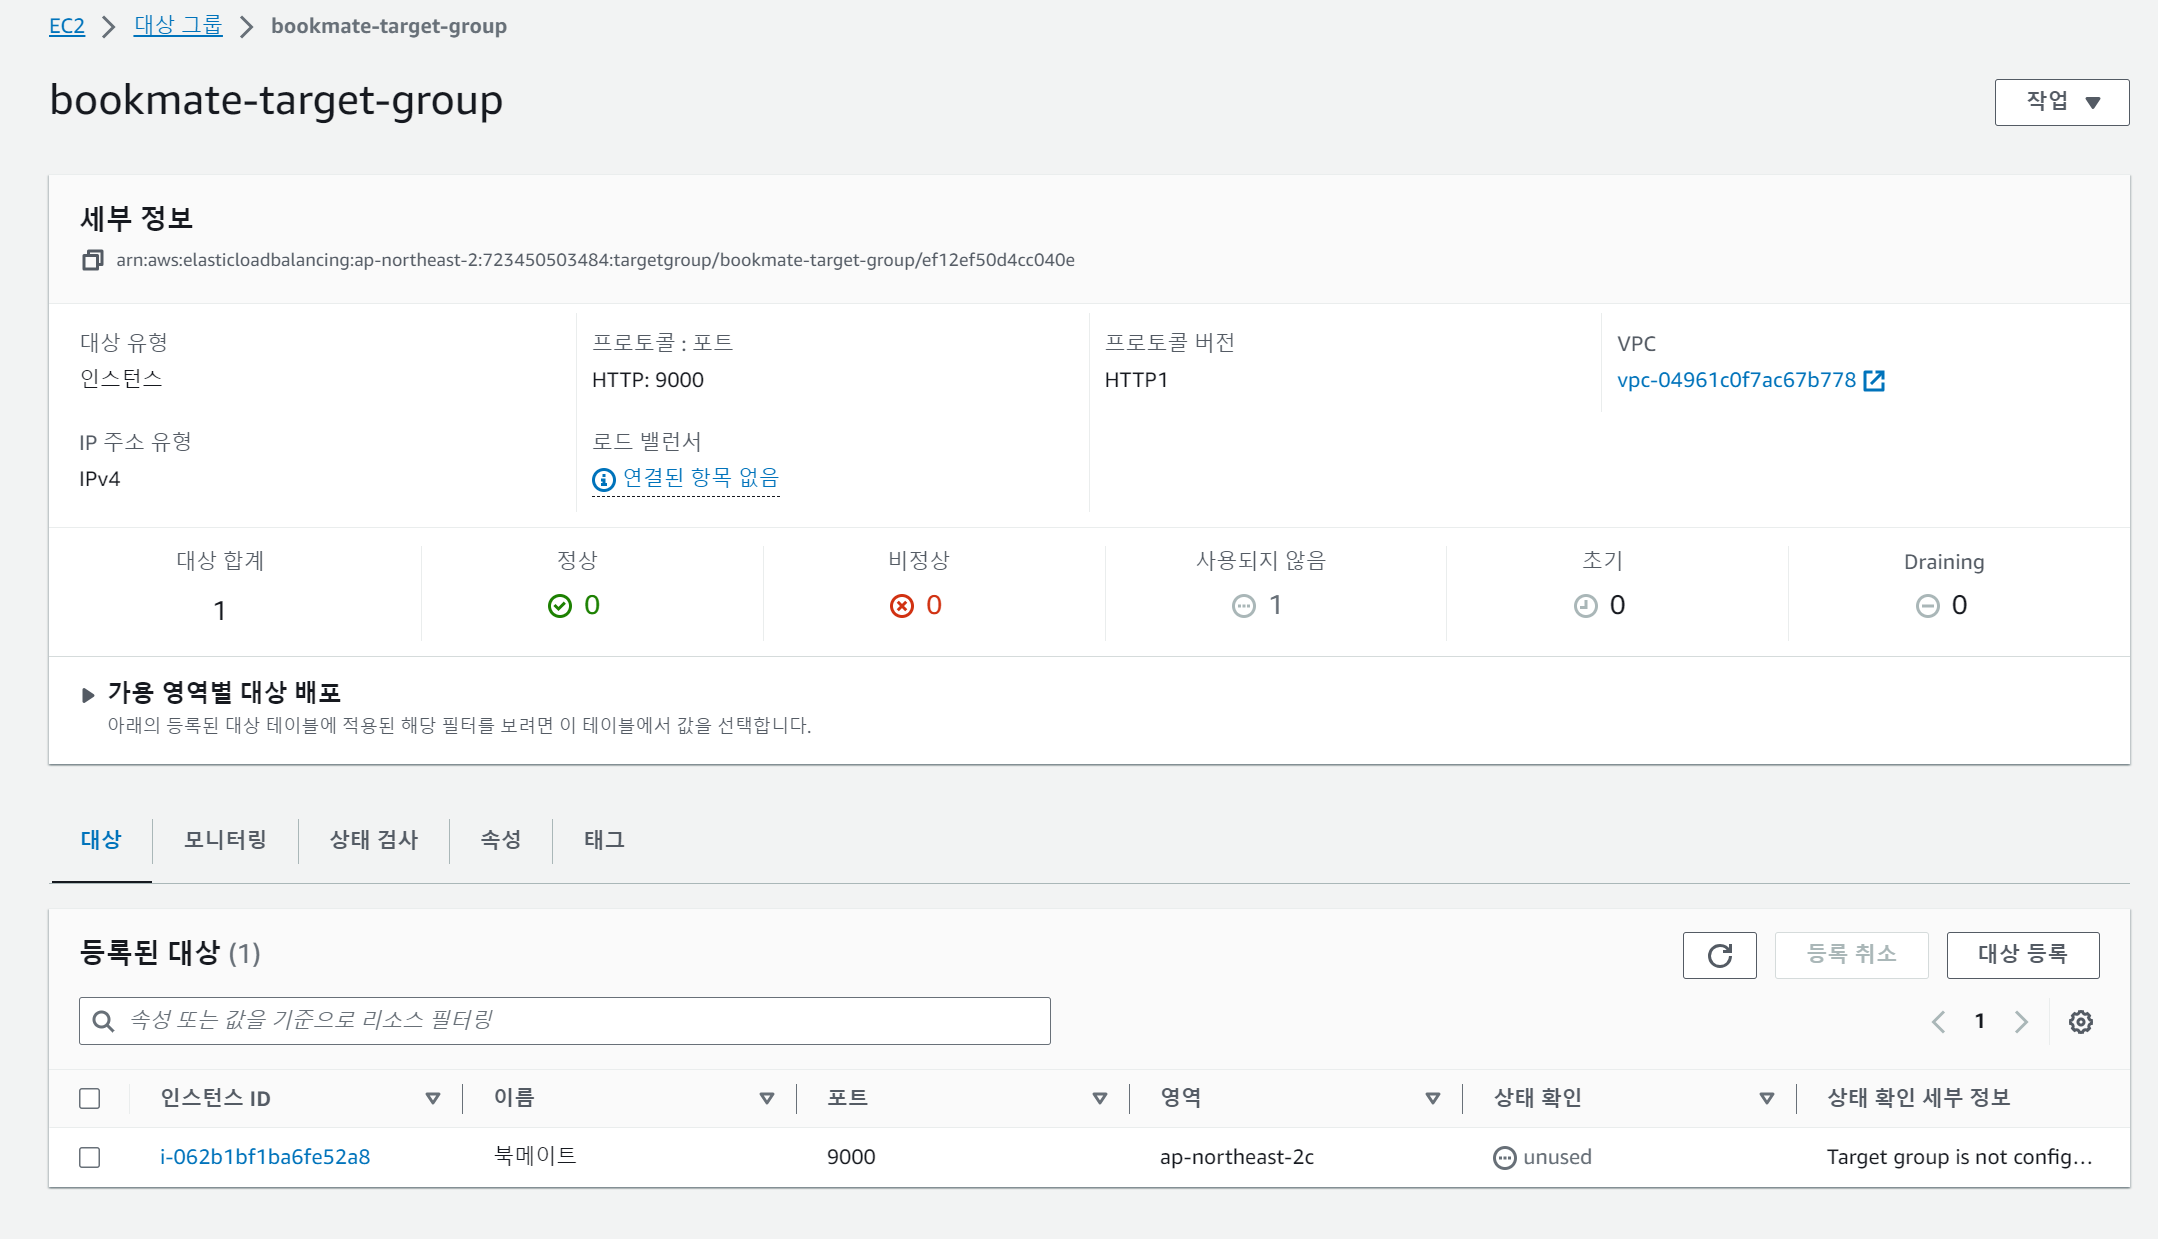 EC2 > 대상 그룹 > bookmate-target-group
bookmate-target-group
작업
세부 정보
arn:aws:elasticloadbalancing:ap-northeast-2:723450503484:targetgroup/bookmate-target-group/ef12ef50d4cc040e
대상 유형
인스턴스
프로토콜 : 포트
HTTP: 9000
프로토콜 버전
HTTP1
VPC
vpc-04961c0f7ac67b778
IP 주소 유형
IPv4
로드 밸런서
연결된 항목 없음
대상 합계
1
정상
0
비정상
0
사용되지 않음
1
초기
0
Draining
0
가용 영역별 대상 배포
아래의 등록된 대상 테이블에 적용된 해당 필터를 보려면 이 테이블에서 값을 선택합니다.
대상 모니터링 상태 검사 속성 태그
등록된 대상 (1)
등록 취소 대상 등록
속성 또는 값을 기준으로 리소스 필터링
1
인스턴스 ID 이름 포트 영역 상태 확인 상태 확인 세부 정보
i-062b1bf1ba6fe52a8 북메이트 9000 ap-northeast-2c unused Target group is not config...